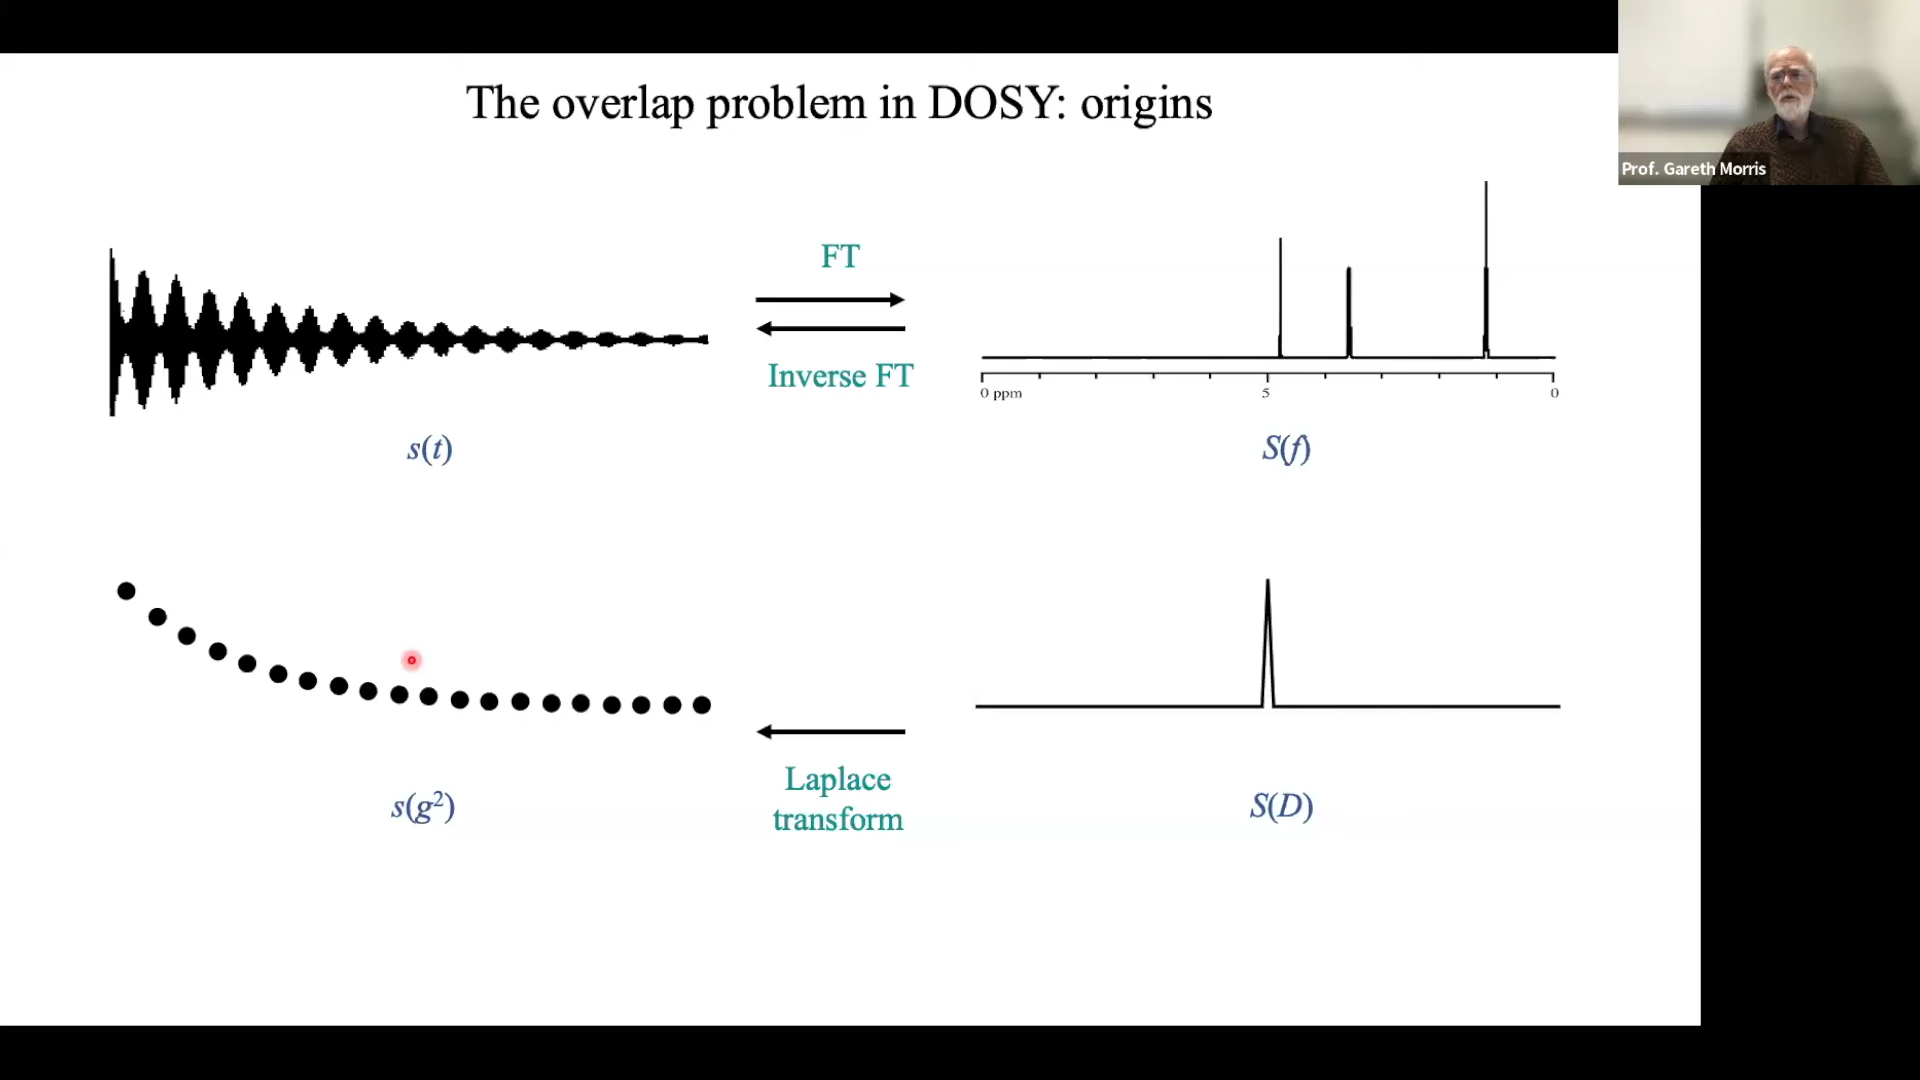 The overlap problem in DOSY: origins
Prof. Gareth Morris
FT
Inverse FT
0 ppm
5
0
s(t)
S(f)
Laplace
transform
s(g²)
S(D)